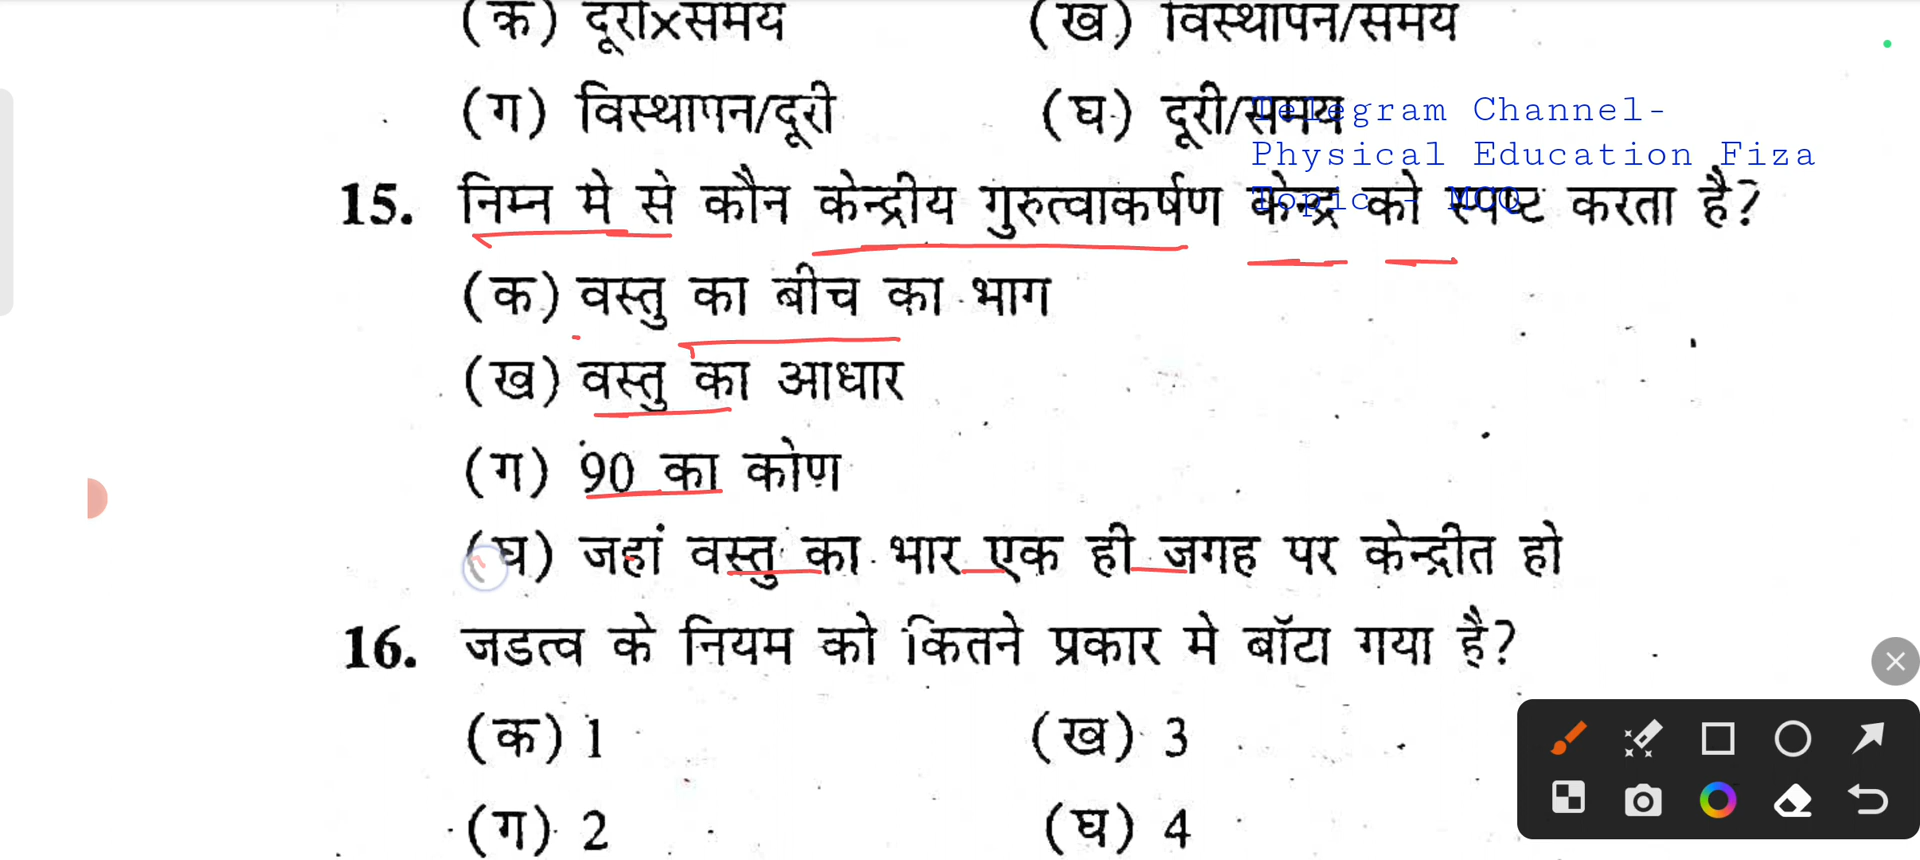 (क) दूरी×समय (ख) विस्थापन/समय
(ग) विस्थापन/दूरी (घ) दूरी/समय
Telegram Channel-
Physical Education Fiza
Topic - MCQ
15. निम्न मे से कौन केन्द्रीय गुरुत्वाकर्षण केन्द्र को स्पष्ट करता है?
(क) वस्तु का बीच का भाग
(ख) वस्तु का आधार
(ग) 90 का कोण
(घ) जहां वस्तु का भार एक ही जगह पर केन्द्रीत हो
16. जडत्व के नियम को कितने प्रकार मे बॉटा गया है?
(क) 1 (ख) 3
(ग) 2 (घ) 4